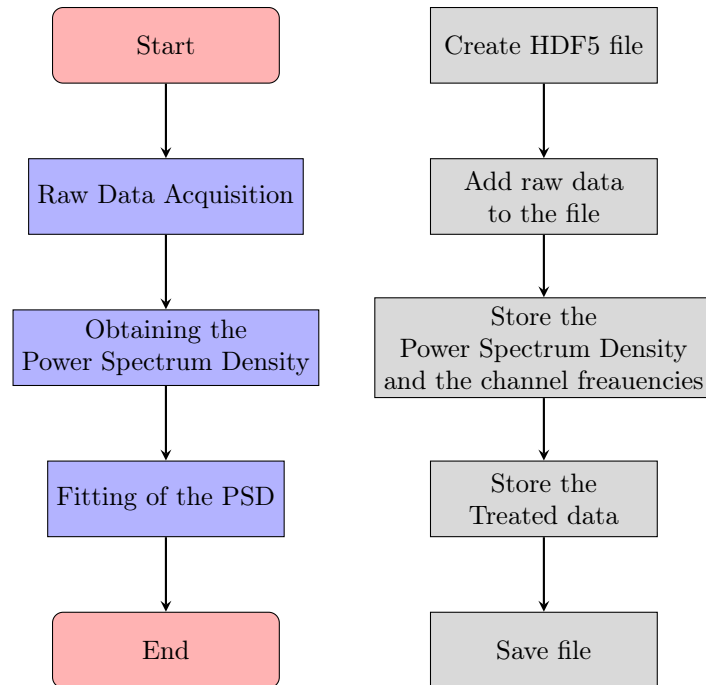 Start
Raw Data Acquisition
Obtaining the
Power Spectrum Density
Fitting of the PSD
End
Create HDF5 file
Add raw data
to the file
Store the
Power Spectrum Density
and the channel freauencies
Store the
Treated data
Save file